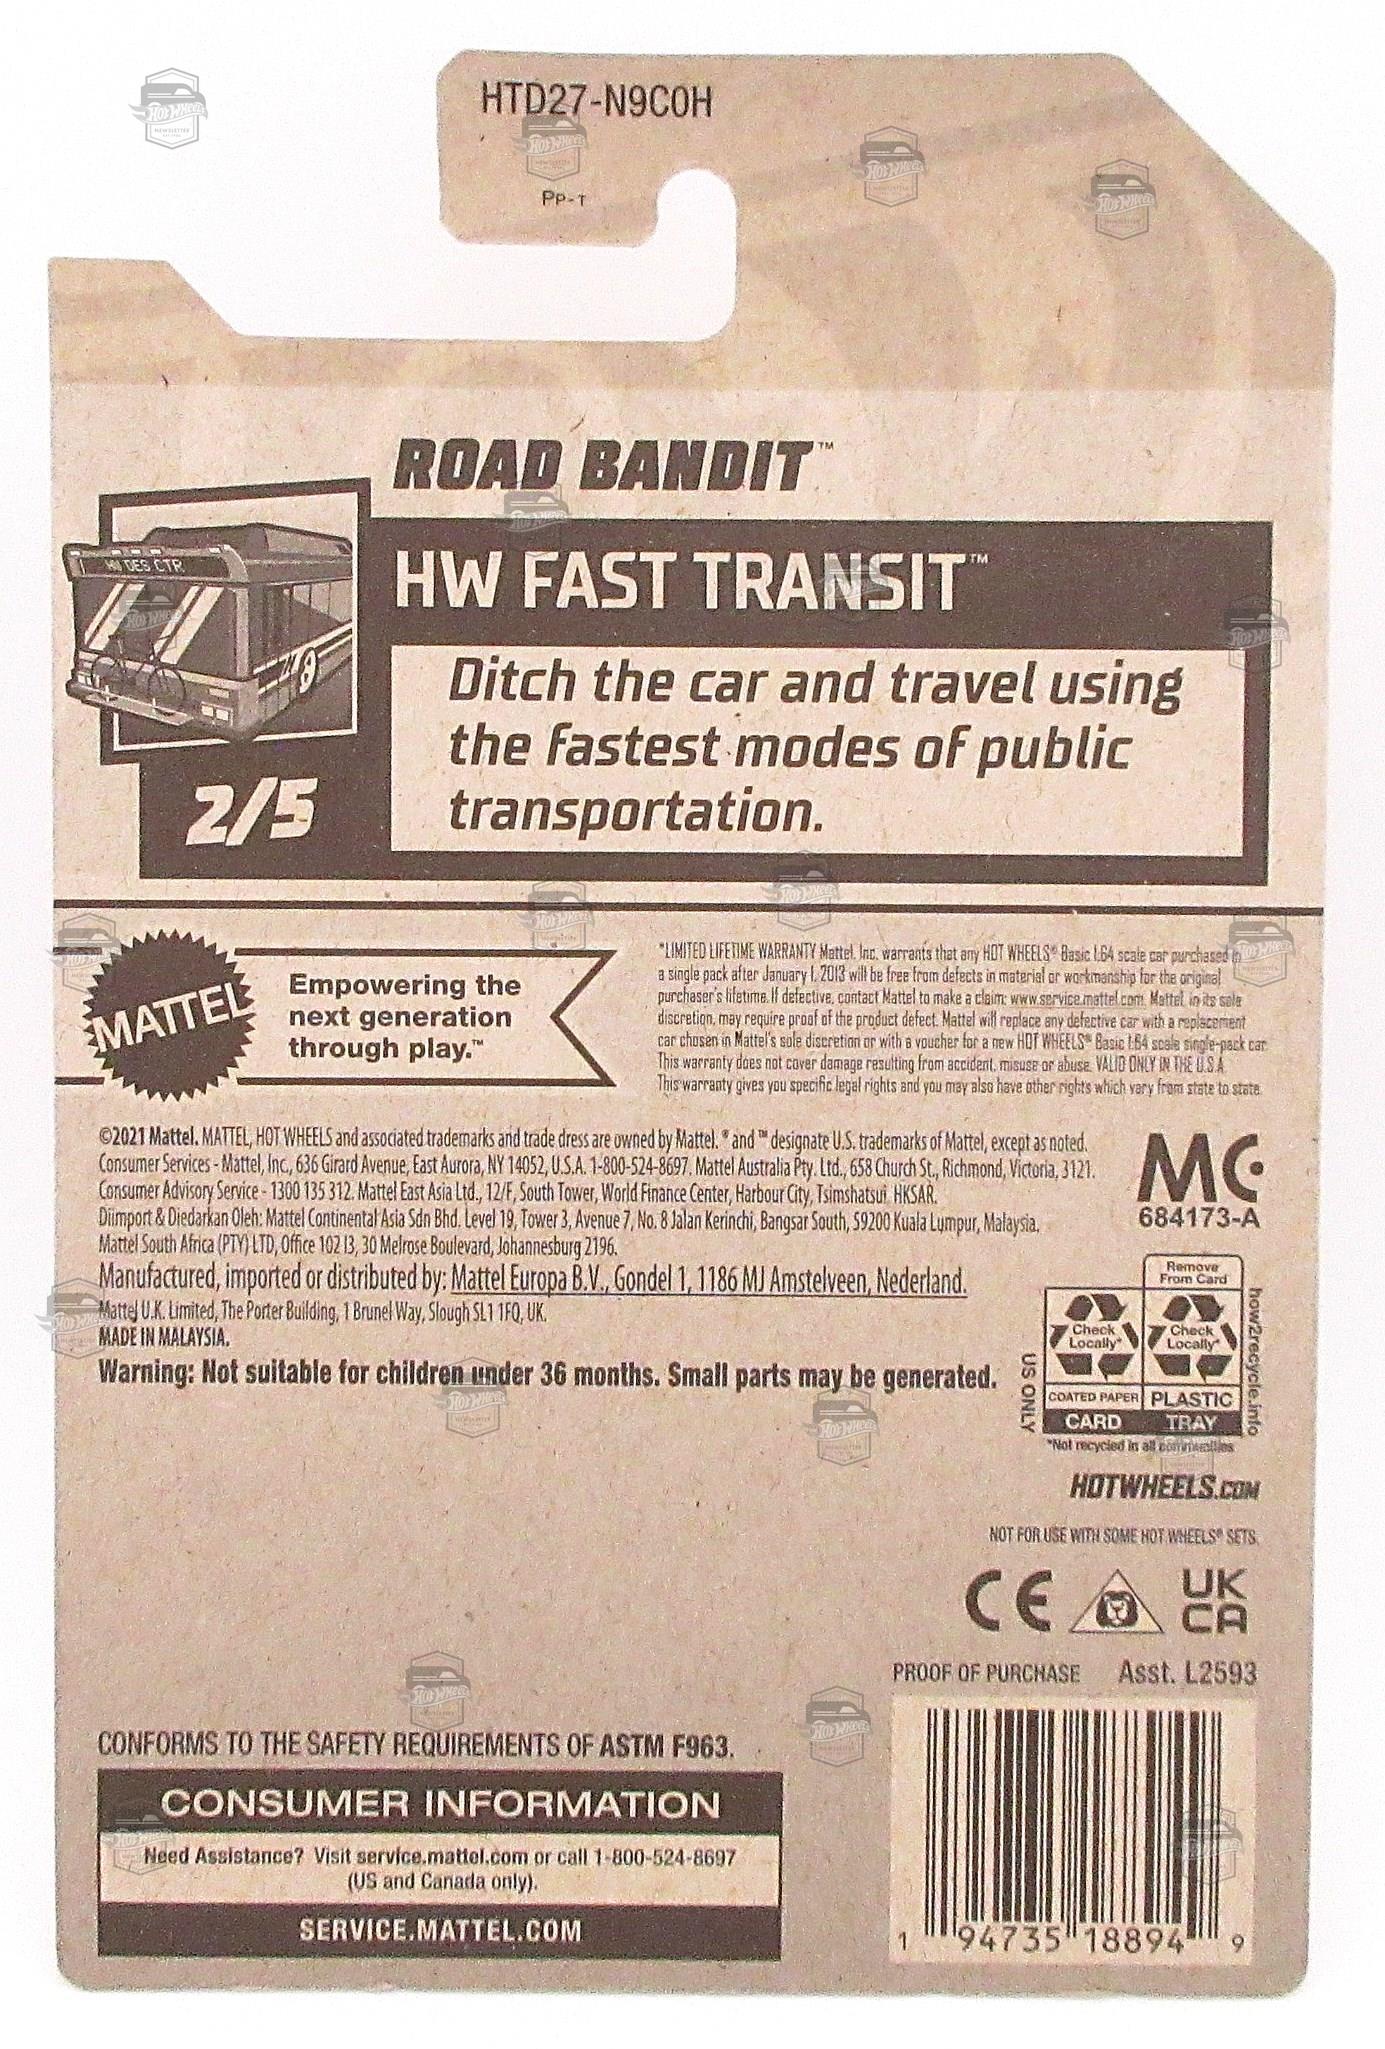 HTD27-N9C0H
PP-T
ROAD BANDIT™
HW DES CTR
HW FAST TRANSIT™
Ditch the car and travel using
the fastest modes of public
transportation.
2/5
MATTEL
Empowering the
next generation
through play.™
*LIMITED LIFETIME WARRANTY Mattel, Inc. warrants that any HOT WHEELS® Basic 1:64 scale car purchased in
a single pack after January 1, 2013 will be free from defects in material or workmanship for the original
purchaser's lifetime. If defective, contact Mattel to make a claim: www.service.mattel.com. Mattel, in its sole
discretion, may require proof of the product defect. Mattel will replace any defective car with a replacement
car chosen in Mattel's sole discretion or with a voucher for a new HOT WHEELS® Basic 1:64 scale single-pack car.
This warranty does not cover damage resulting from accident, misuse or abuse. VALID ONLY IN THE U.S.A.
This warranty gives you specific legal rights and you may also have other rights which vary from state to state.
©2021 Mattel. MATTEL, HOT WHEELS and associated trademarks and trade dress are owned by Mattel. ® and ™ designate U.S. trademarks of Mattel, except as noted.
Consumer Services - Mattel, Inc., 636 Girard Avenue, East Aurora, NY 14052, U.S.A. 1-800-524-8697. Mattel Australia Pty. Ltd., 658 Church St., Richmond, Victoria, 3121.
Consumer Advisory Service - 1300 135 312. Mattel East Asia Ltd., 12/F, South Tower, World Finance Center, Harbour City, Tsimshatsui, HKSAR.
Diimport & Diedarkan Oleh: Mattel Continental Asia Sdn Bhd. Level 19, Tower 3, Avenue 7, No. 8 Jalan Kerinchi, Bangsar South, 59200 Kuala Lumpur, Malaysia.
Mattel South Africa (PTY) LTD, Office 102 I3, 30 Melrose Boulevard, Johannesburg 2196.
Manufactured, imported or distributed by: Mattel Europa B.V., Gondel 1, 1186 MJ Amstelveen, Nederland.
Mattel U.K. Limited, The Porter Building, 1 Brunel Way, Slough SL1 1FQ, UK.
MADE IN MALAYSIA.
Warning: Not suitable for children under 36 months. Small parts may be generated.
MC
684173-A
Remove
From Card
Check
Locally*
Check
Locally*
COATED PAPER
PLASTIC
CARD
TRAY
US ONLY
how2recycle.info
*Not recycled in all communities
HOTWHEELS.COM
NOT FOR USE WITH SOME HOT WHEELS® SETS.
CE
UK
CA
PROOF OF PURCHASE Asst. L2593
1 94735 18894 9
CONFORMS TO THE SAFETY REQUIREMENTS OF ASTM F963.
CONSUMER INFORMATION
Need Assistance? Visit service.mattel.com or call 1-800-524-8697
(US and Canada only).
SERVICE.MATTEL.COM